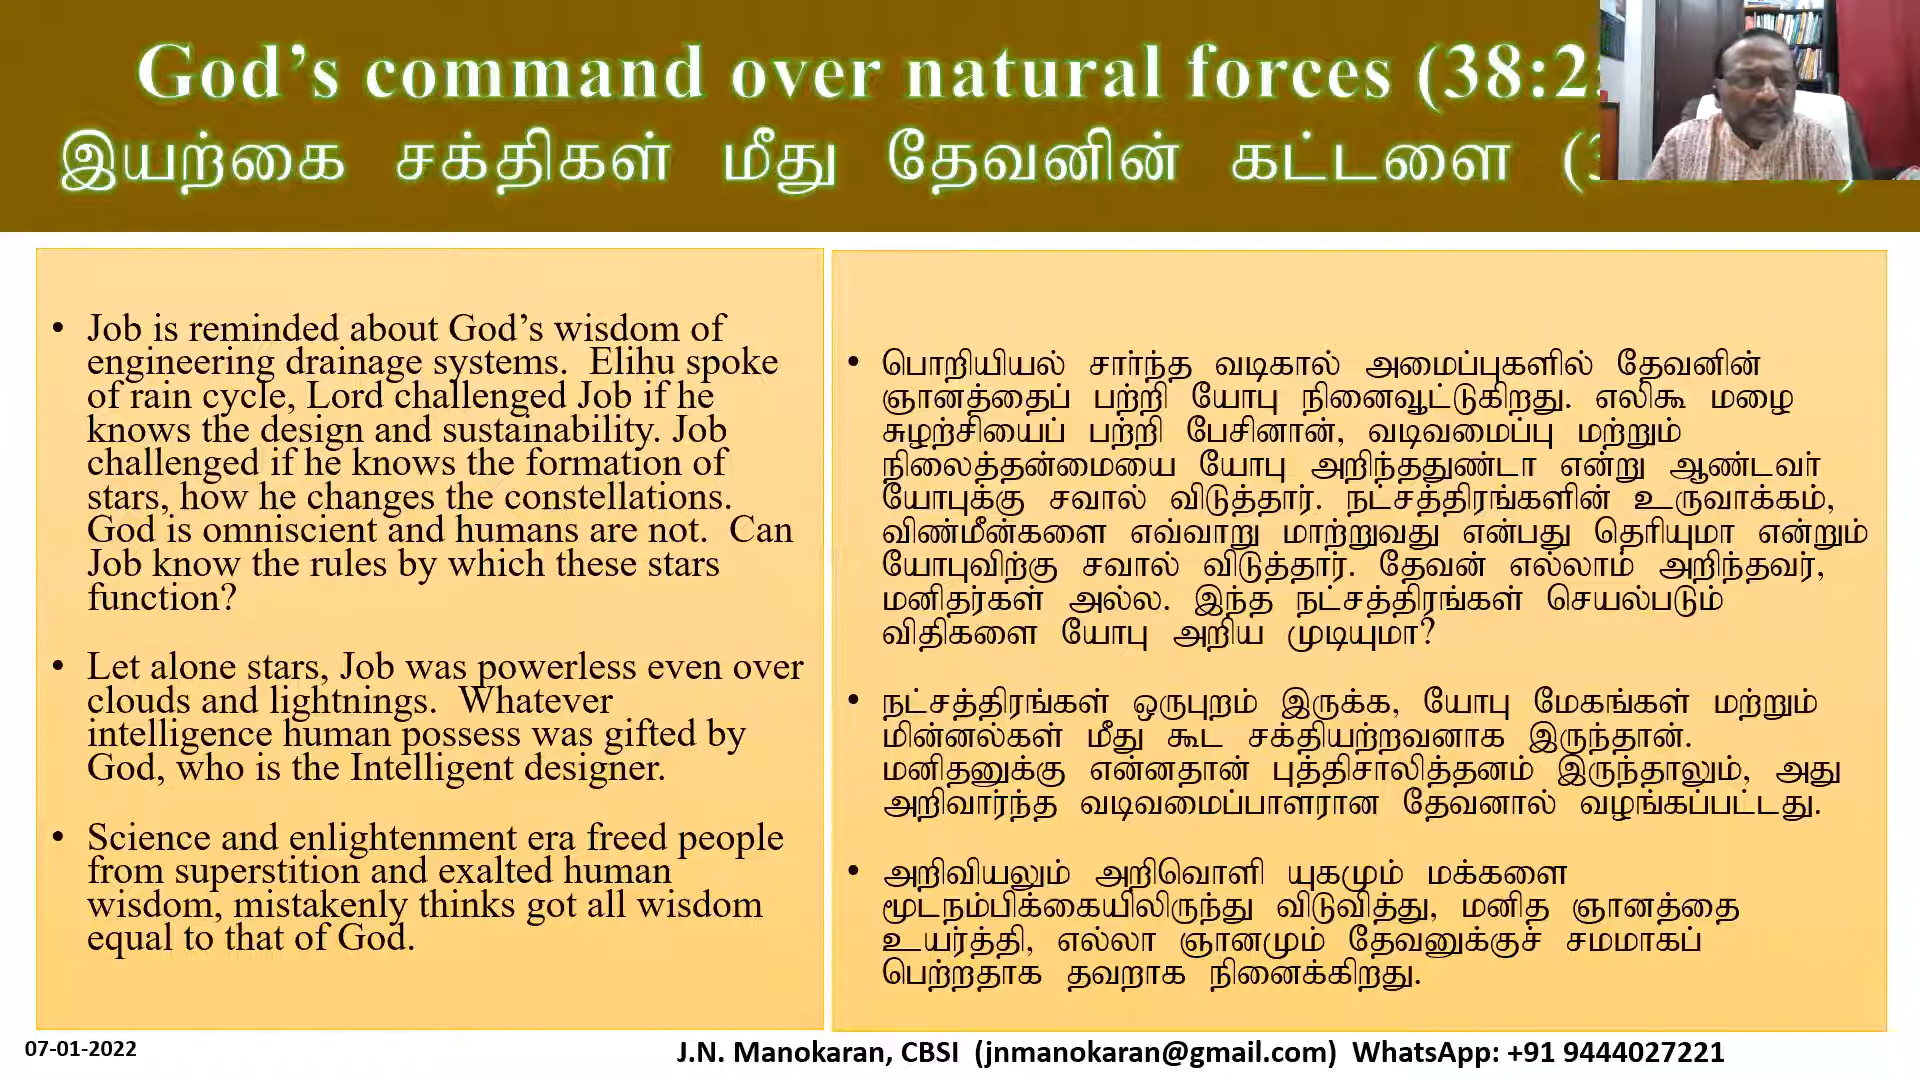 God’s command over natural forces (38:2
இயற்கை சக்திகள் மீது தேவனின் கட்டளை (3
• Job is reminded about God’s wisdom of
engineering drainage systems.  Elihu spoke
of rain cycle, Lord challenged Job if he
knows the design and sustainability. Job
challenged if he knows the formation of
stars, how he changes the constellations.
God is omniscient and humans are not.  Can
Job know the rules by which these stars
function?
• Let alone stars, Job was powerless even over
clouds and lightnings.  Whatever
intelligence human possess was gifted by
God, who is the Intelligent designer.
• Science and enlightenment era freed people
from superstition and exalted human
wisdom, mistakenly thinks got all wisdom
equal to that of God.
• பொறியியல் சார்ந்த வடிகால் அமைப்புகளில் தேவனின்
ஞானத்தைப் பற்றி யோபு நினைவூட்டுகிறது. எலிகூ மழை
சுழற்சியைப் பற்றி பேசினான், வடிவமைப்பு மற்றும்
நிலைத்தன்மையை யோபு அறிந்ததுண்டா என்று ஆண்டவர்
யோபுக்கு சவால் விடுத்தார். நட்சத்திரங்களின் உருவாக்கம்,
விண்மீன்களை எவ்வாறு மாற்றுவது என்பது தெரியுமா என்றும்
யோபுவிற்கு சவால் விடுத்தார். தேவன் எல்லாம் அறிந்தவர்,
மனிதர்கள் அல்ல. இந்த நட்சத்திரங்கள் செயல்படும்
விதிகளை யோபு அறிய முடியுமா?
• நட்சத்திரங்கள் ஒருபுறம் இருக்க, யோபு மேகங்கள் மற்றும்
மின்னல்கள் மீது கூட சக்தியற்றவனாக இருந்தான்.
மனிதனுக்கு என்னதான் புத்திசாலித்தனம் இருந்தாலும், அது
அறிவார்ந்த வடிவமைப்பாளரான தேவனால் வழங்கப்பட்டது.
• அறிவியலும் அறிவொளி யுகமும் மக்களை
மூடநம்பிக்கையிலிருந்து விடுவித்து, மனித ஞானத்தை
உயர்த்தி, எல்லா ஞானமும் தேவனுக்குச் சமமாகப்
பெற்றதாக தவறாக நினைக்கிறது.
07-01-2022
J.N. Manokaran, CBSI  (jnmanokaran@gmail.com)  WhatsApp: +91 9444027221